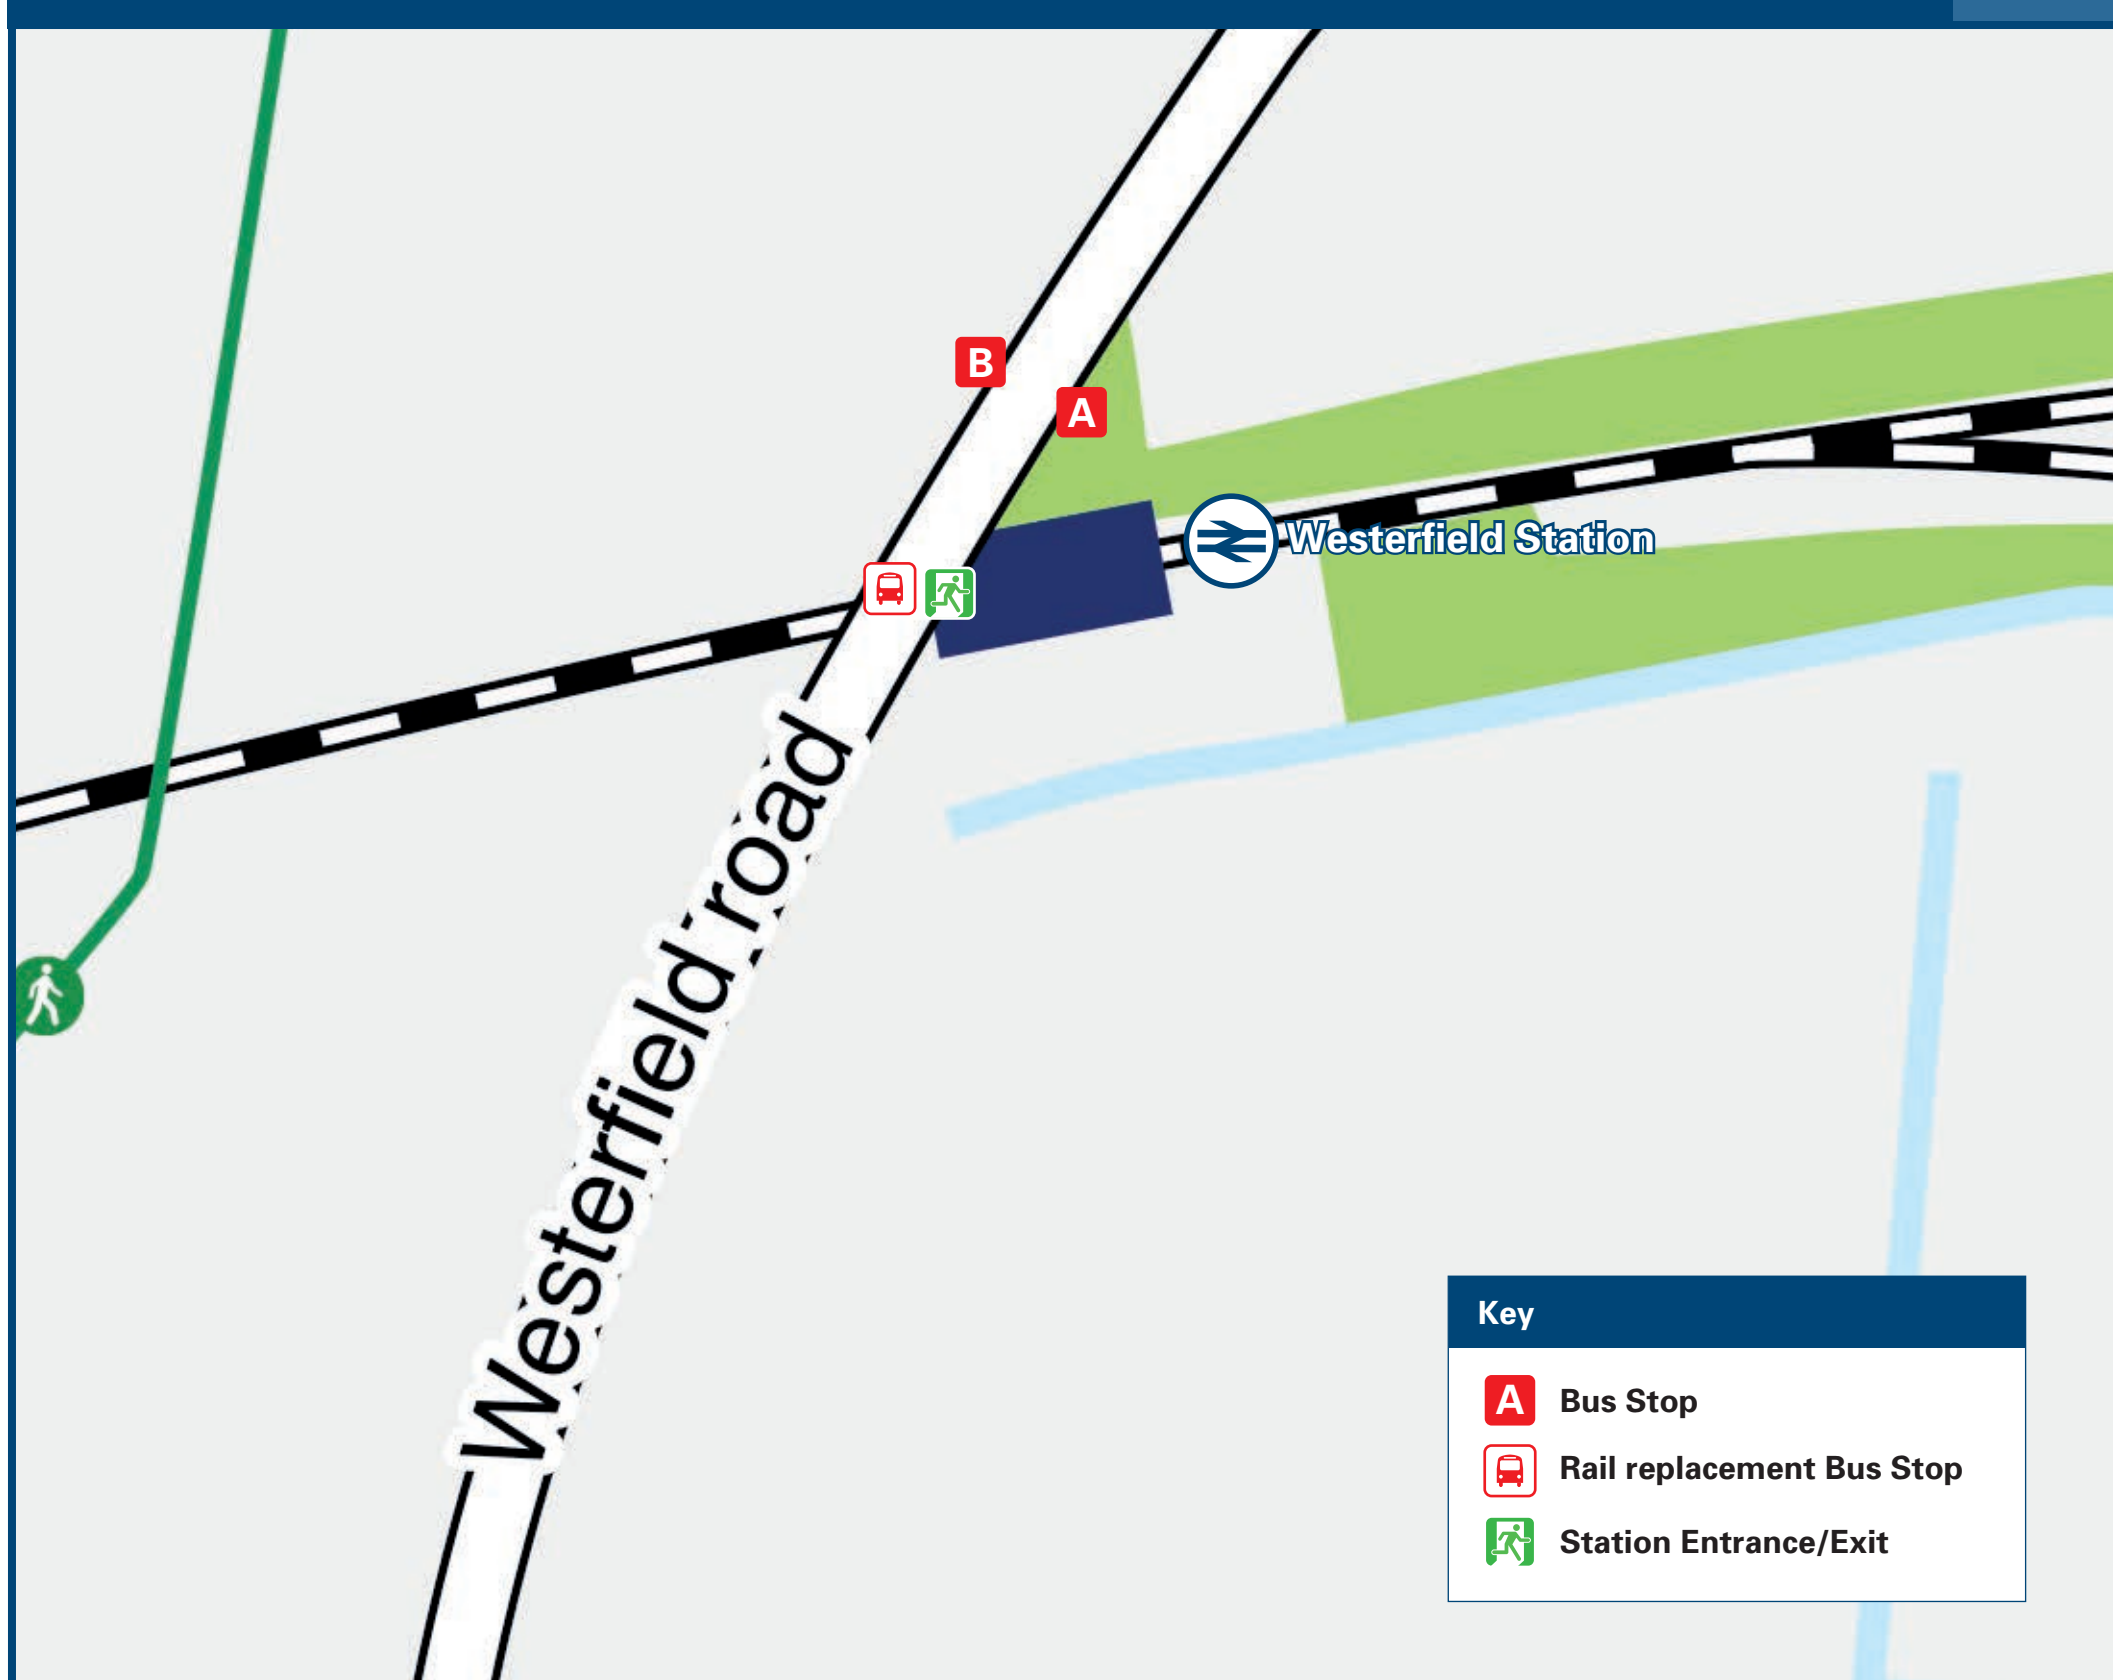 B
A
Westerfield Station
Westerfield road
Key
A Bus Stop
Rail replacement Bus Stop
Station Entrance/Exit